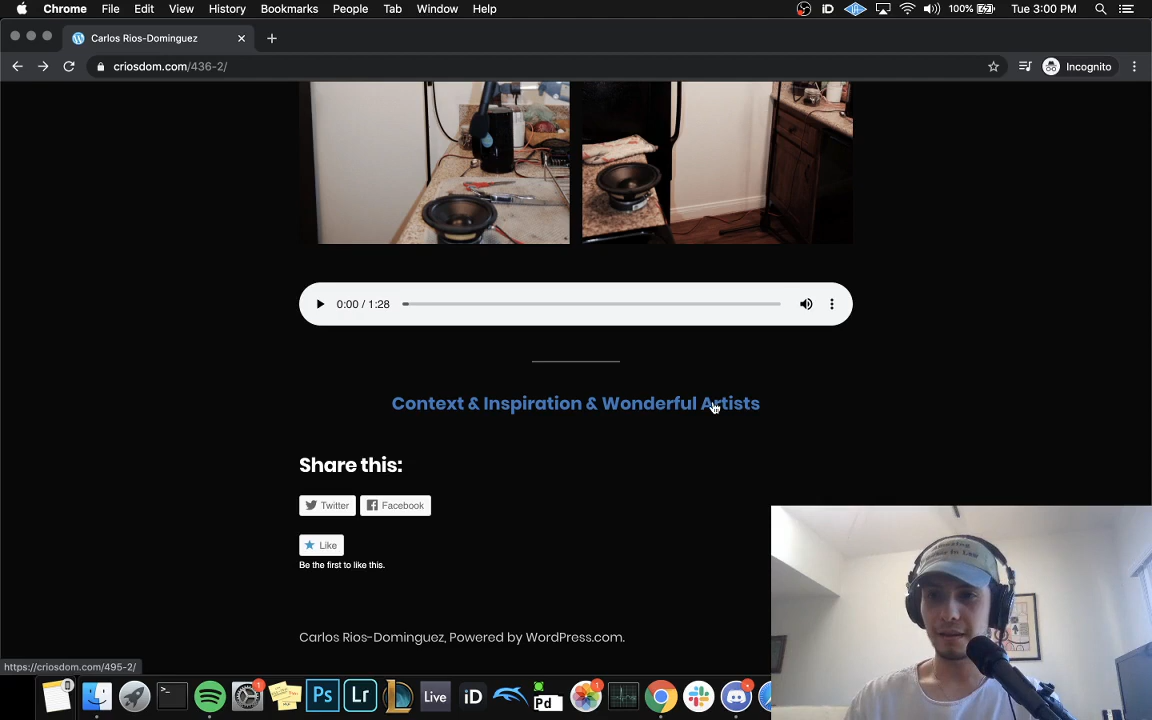 Chrome File Edit View History Bookmarks People Tab Window Help
iD 100% Tue 3:00 PM
Carlos Rios-Dominguez
criosdom.com/436-2/
Incognito
0:00 / 1:28
Context & Inspiration & Wonderful Artists
Share this:
Twitter Facebook
Like
Be the first to like this.
Carlos Rios-Dominguez, Powered by WordPress.com.
https://criosdom.com/495-2/
>_ 1 Ps Lr Live iD Pd 1